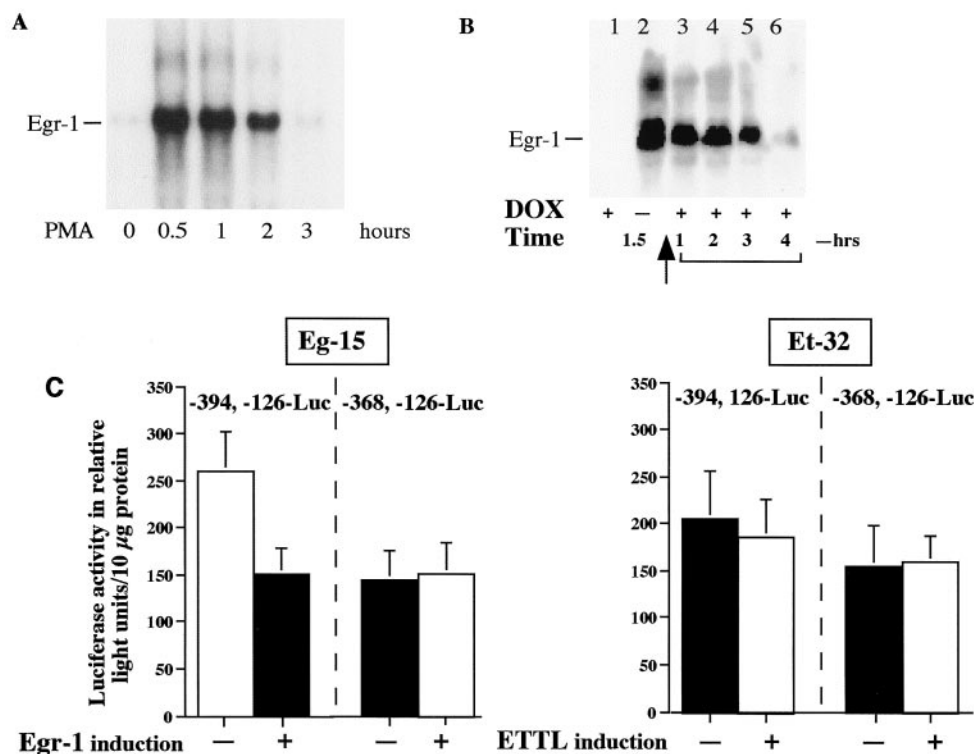 A
Egr-1
PMA 0 0.5 1 2 3 hours
B
1 2 3 4 5 6
Egr-1
DOX + – + + + +
Time 1.5 1 2 3 4 –hrs
C
Eg-15
-394, -126-Luc -368, -126-Luc
Luciferase activity in relative
light units/10 µg protein
350
300
250
200
150
100
50
0
Egr-1 induction – + – +
Et-32
-394, 126-Luc -368, -126-Luc
350
300
250
200
150
100
50
0
ETTL induction – + – +